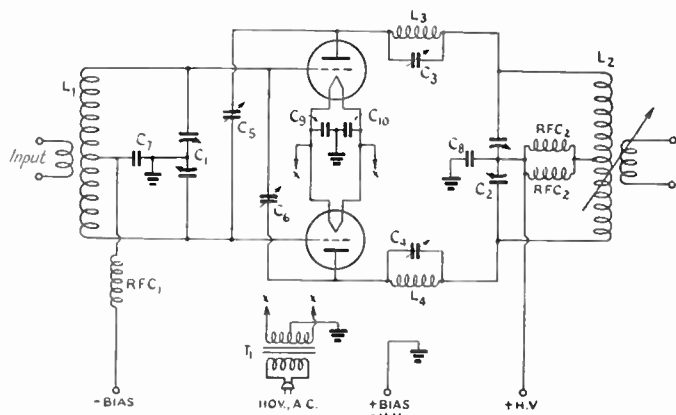 L3
L1
L2
C3
C5
C9
C10
Input
C7
C1
C8
RFC2
RFC2
C2
C6
C4
RFC1
L4
x
x
x
x
T1
- BIAS
110V., A.C.
+ BIAS
+ H.V